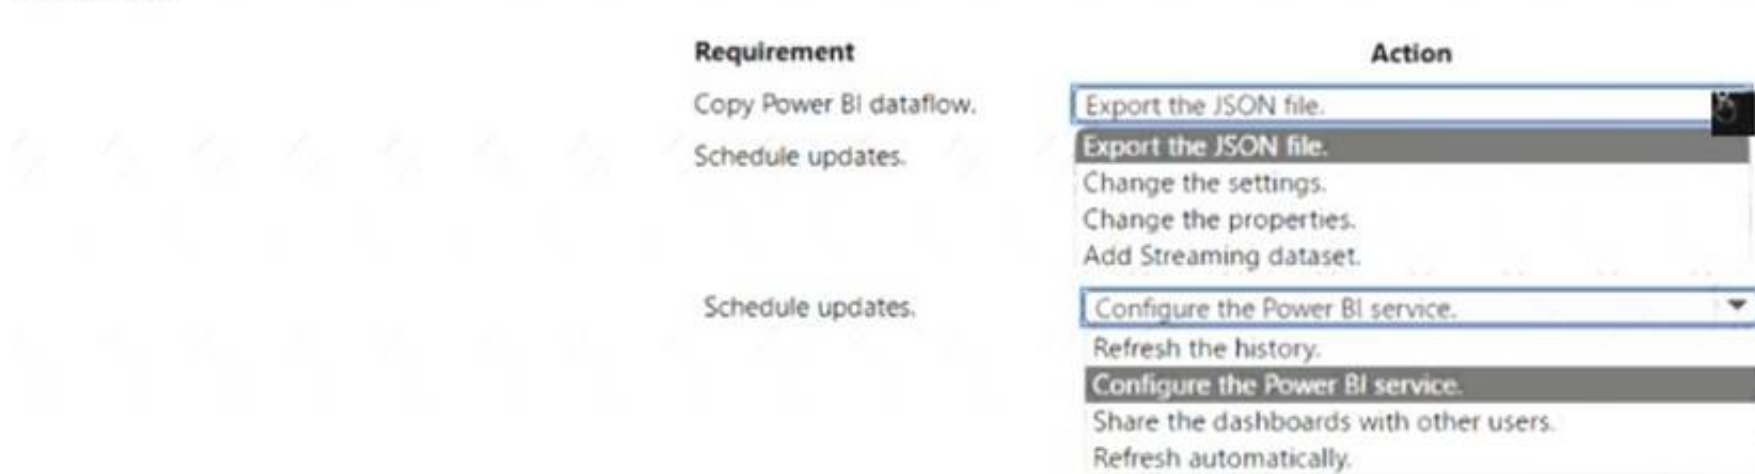 Requirement Action
Copy Power BI dataflow. Export the JSON file.
Export the JSON file.
Schedule updates.
Change the settings.
Change the properties.
Add Streaming dataset.
Schedule updates. Configure the Power BI service.
Refresh the history.
Configure the Power BI service.
Share the dashboards with other users.
Refresh automatically.